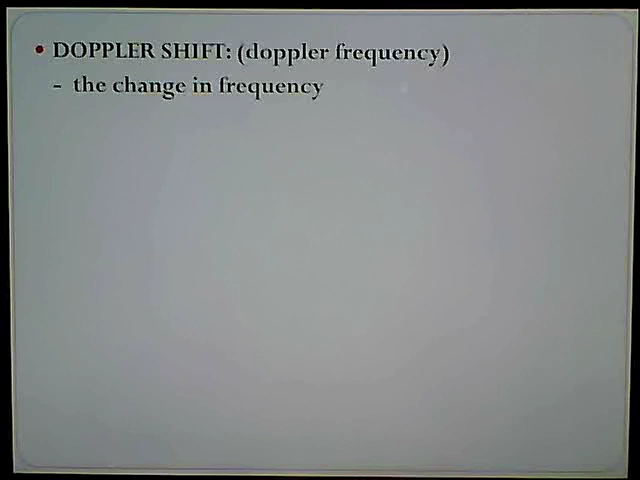 • DOPPLER SHIFT: (doppler frequency)
- the change in frequency